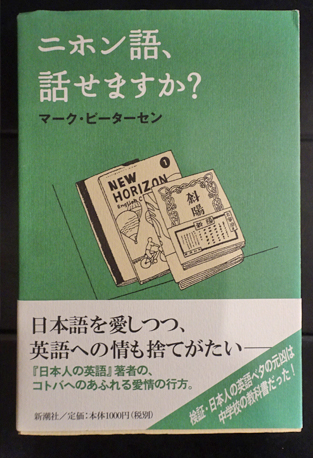 ニホン語、
話せますか?
マーク・ピーターセン
NEW
HORIZON
English C
1
斜陽
日本語を愛しつつ、
英語への情も捨てがたい——
『日本人の英語』著者の、
コトバへのあふれる愛情の行方。
検証・日本人の英語ベタの元凶は
中学校の教科書だった!
新潮社/定価:本体1000円(税別)